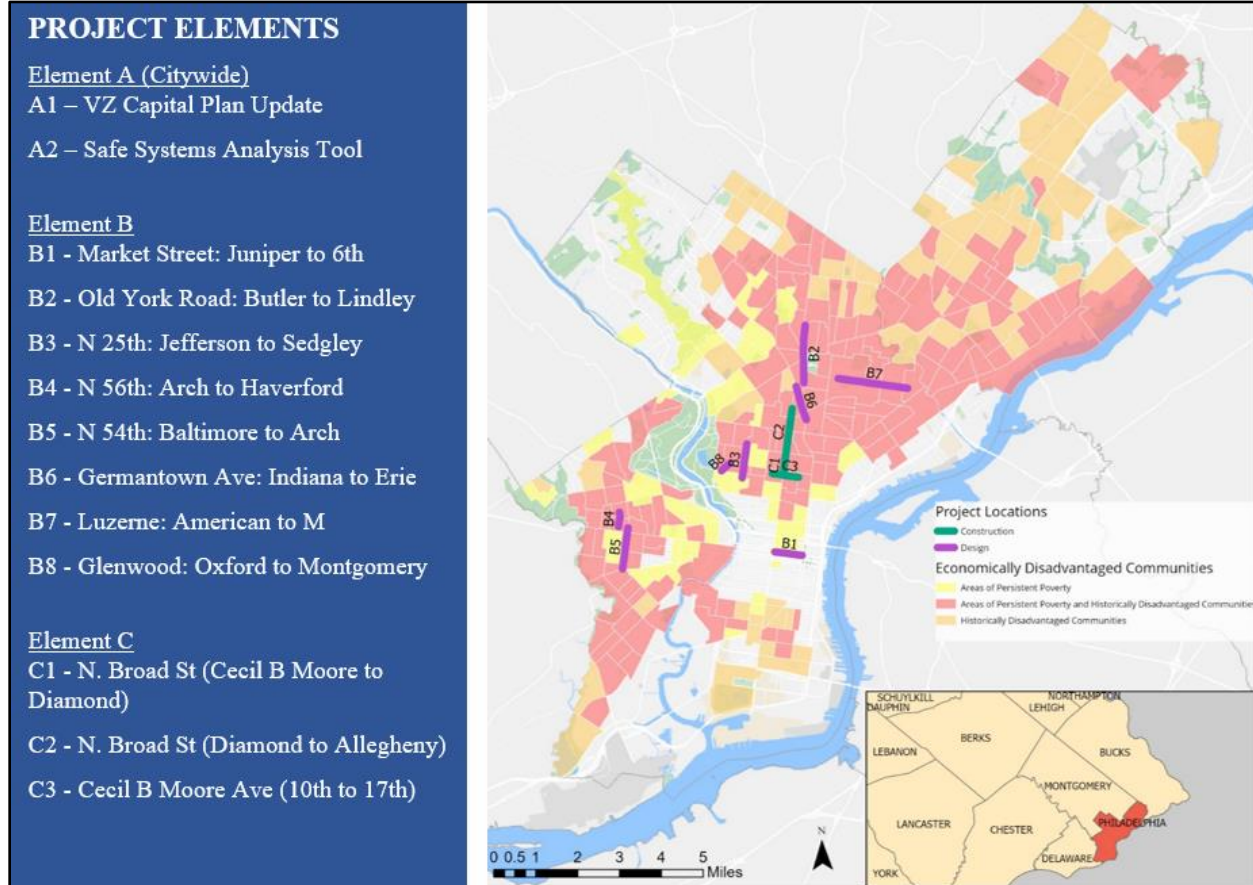 PROJECT ELEMENTS
Element A (Citywide)
A1 – VZ Capital Plan Update
A2 – Safe Systems Analysis Tool
Element B
B1 - Market Street: Juniper to 6th
B2 - Old York Road: Butler to Lindley
B3 - N 25th: Jefferson to Sedgley
B4 - N 56th: Arch to Haverford
B5 - N 54th: Baltimore to Arch
B6 - Germantown Ave: Indiana to Erie
B7 - Luzerne: American to M
B8 - Glenwood: Oxford to Montgomery
Element C
C1 - N. Broad St (Cecil B Moore to
Diamond)
C2 - N. Broad St (Diamond to Allegheny)
C3 - Cecil B Moore Ave (10th to 17th)
B2
B7
B6
C2
B3
B8
C1
C3
B4
B5
B1
Project Locations
Construction
Design
Economically Disadvantaged Communities
Areas of Persistent Poverty
Areas of Persistent Poverty and Historically Disadvantaged Communities
Historically Disadvantaged Communities
0 0.5 1 2 3 4 5
Miles
N
SCHUYLKILL
DAUPHIN
NORTHAMPTON
LEHIGH
BERKS
LEBANON
BUCKS
MONTGOMERY
LANCASTER
CHESTER
PHILADELPHIA
DELAWARE
YORK